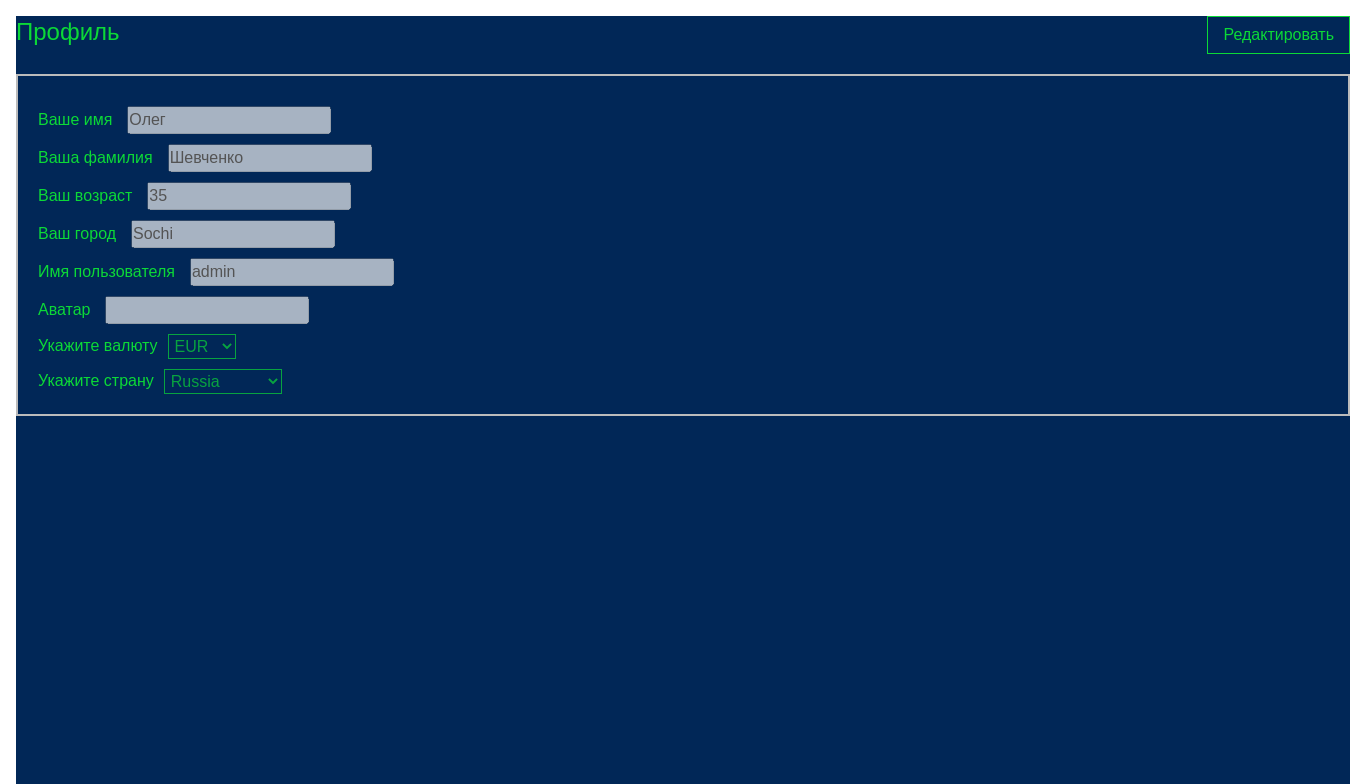 Профиль
Редактировать
Ваше имя Олег
Ваша фамилия Шевченко
Ваш возраст 35
Ваш город Sochi
Имя пользователя admin
Аватар
Укажите валюту EUR
Укажите страну Russia